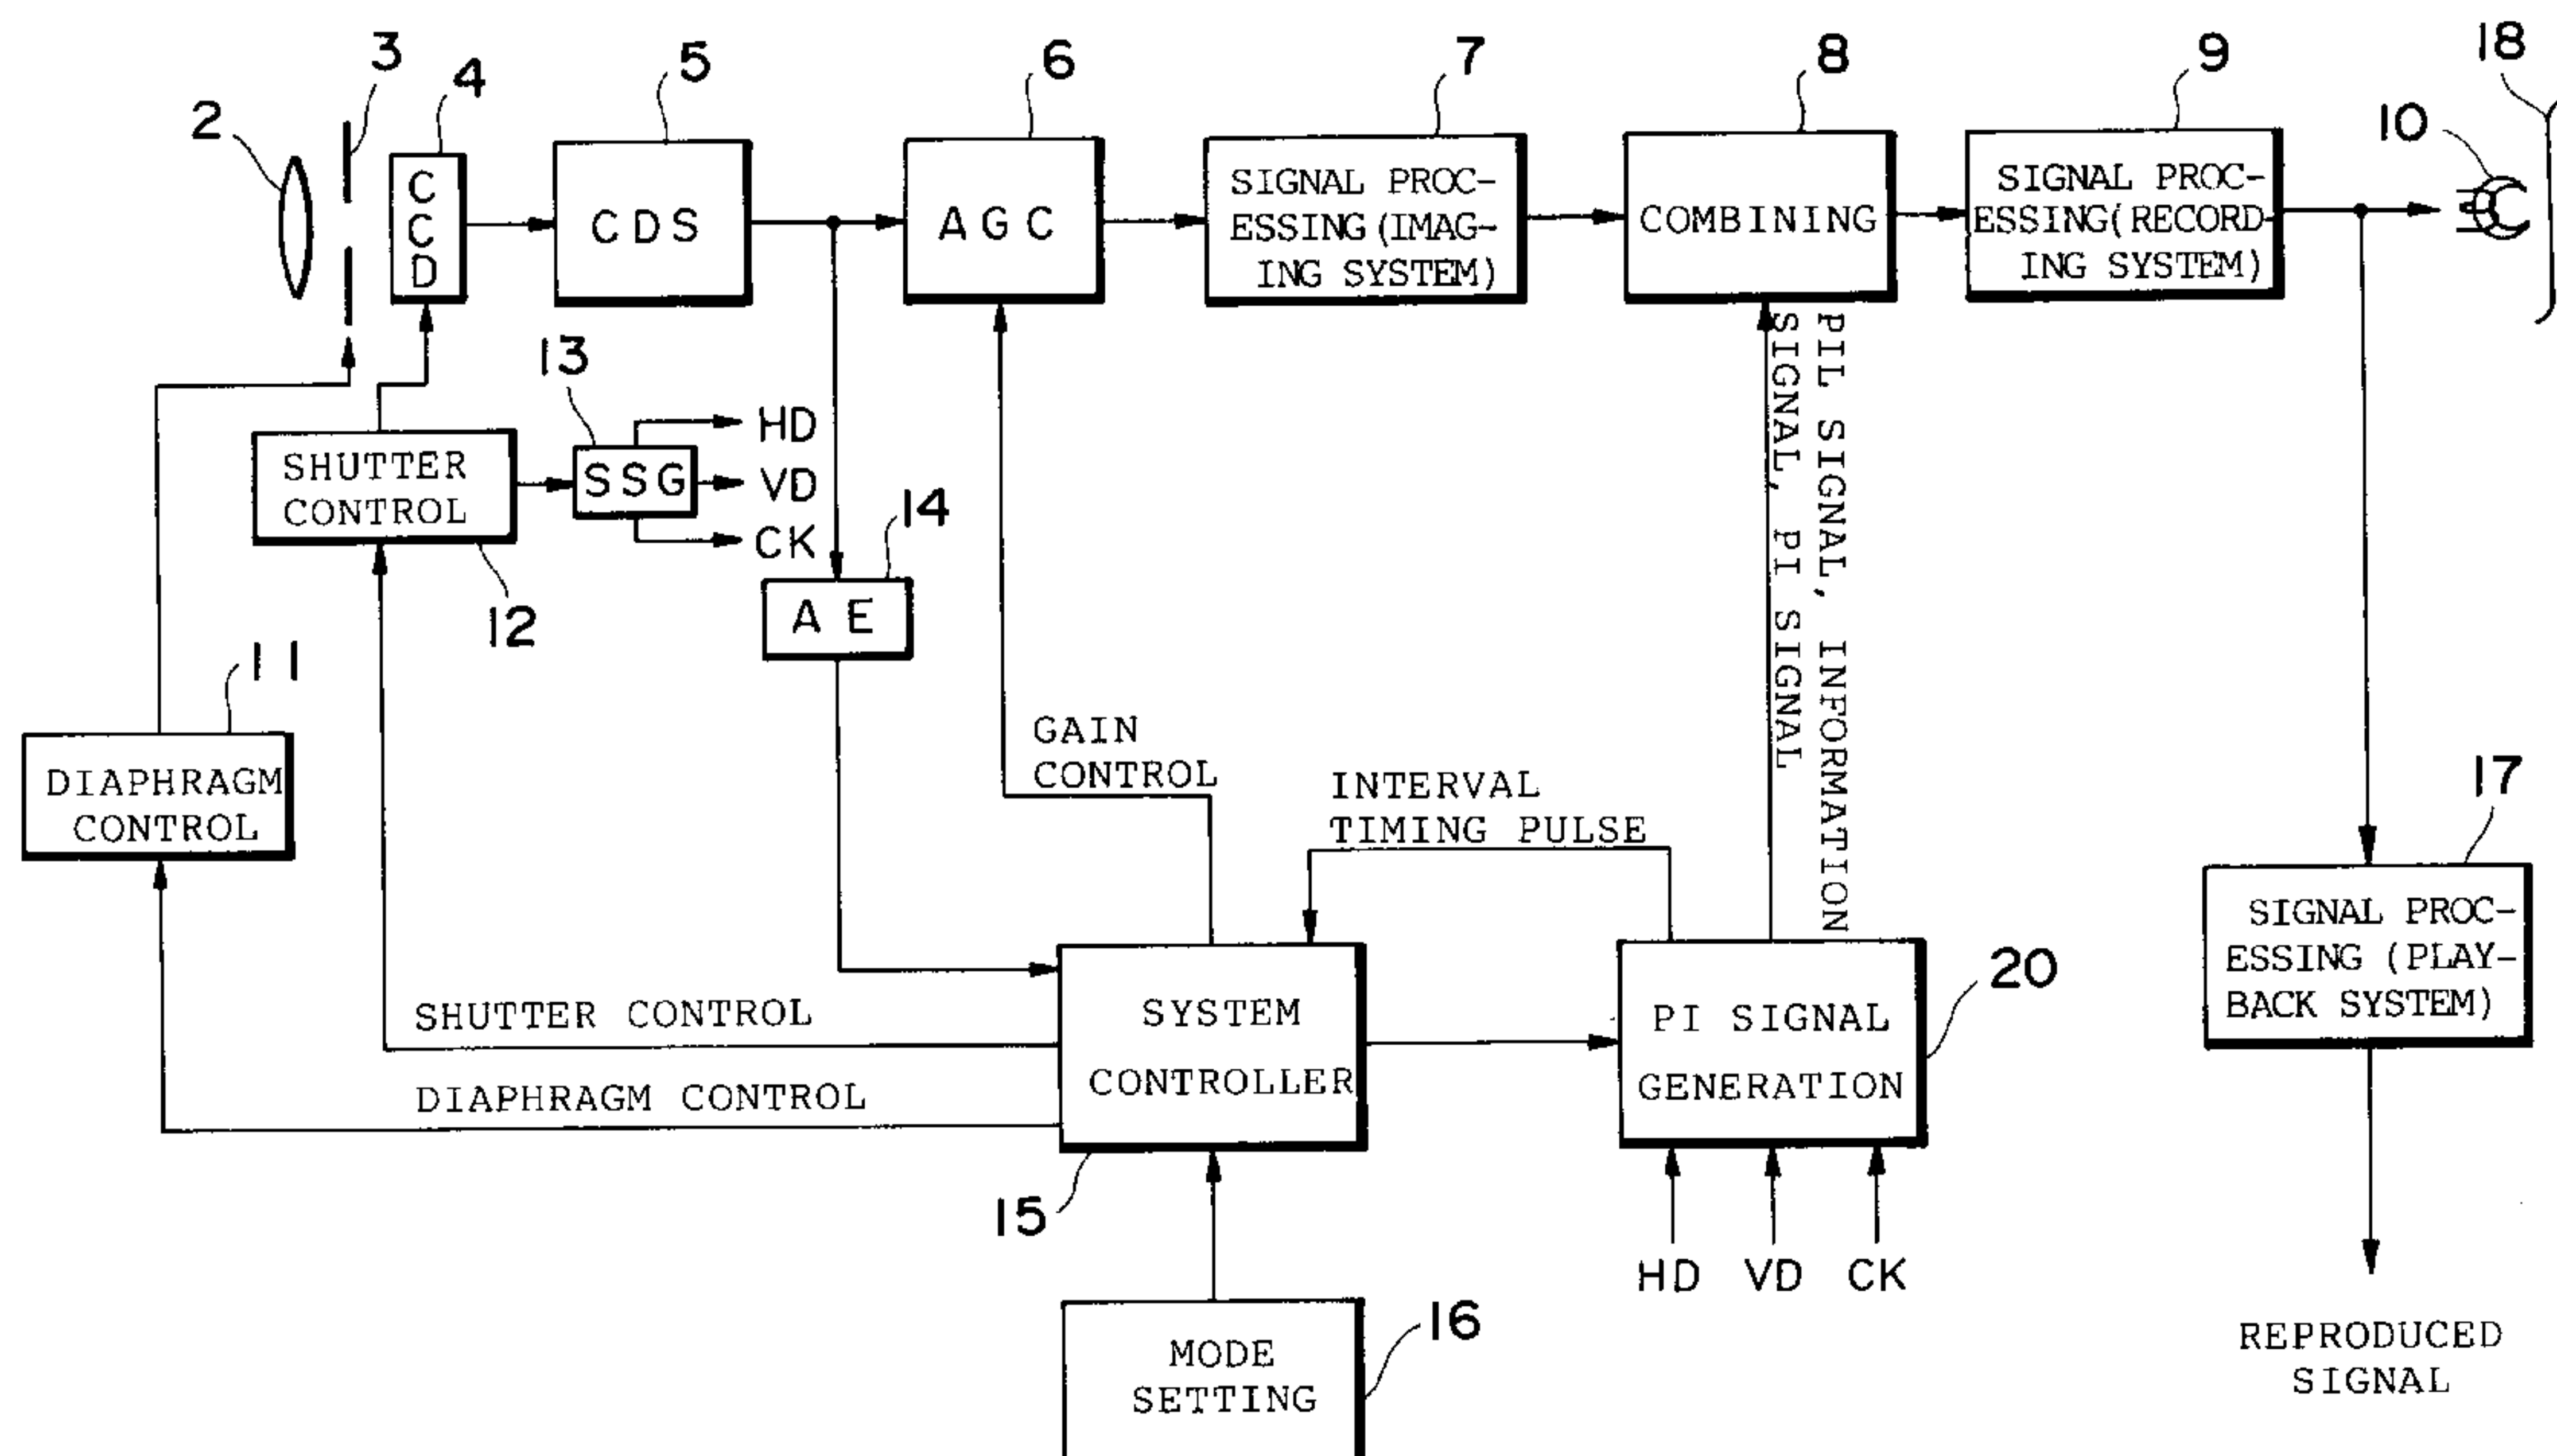 2
3
4
5
6
7
8
9
10
18
CCD
CDS
AGC
SIGNAL PROC-
ESSING (IMAG-
ING SYSTEM)
COMBINING
SIGNAL PROC-
ESSING(RECORD-
ING SYSTEM)
13
HD
SHUTTER
CONTROL
SSG
VD
CK
12
14
AE
PIL SIGNAL, INFORMATION
SIGNAL, PI SIGNAL
11
DIAPHRAGM
CONTROL
GAIN
CONTROL
INTERVAL
TIMING PULSE
17
SIGNAL PROC-
ESSING (PLAY-
BACK SYSTEM)
SHUTTER CONTROL
DIAPHRAGM CONTROL
SYSTEM
CONTROLLER
15
PI SIGNAL
GENERATION
20
HD VD CK
MODE
SETTING
16
REPRODUCED
SIGNAL